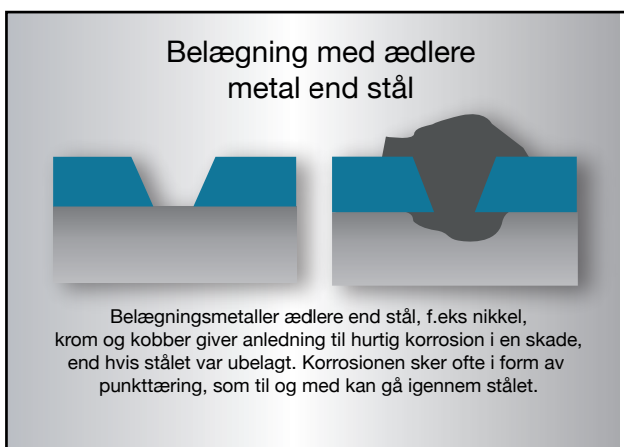 Belægning med ædlere
metal end stål
Belægningsmetaller ædlere end stål, f.eks nikkel,
krom og kobber giver anledning til hurtig korrosion i en skade,
end hvis stålet var ubelagt. Korrosionen sker ofte i form av
punkttæring, som til og med kan gå igennem stålet.